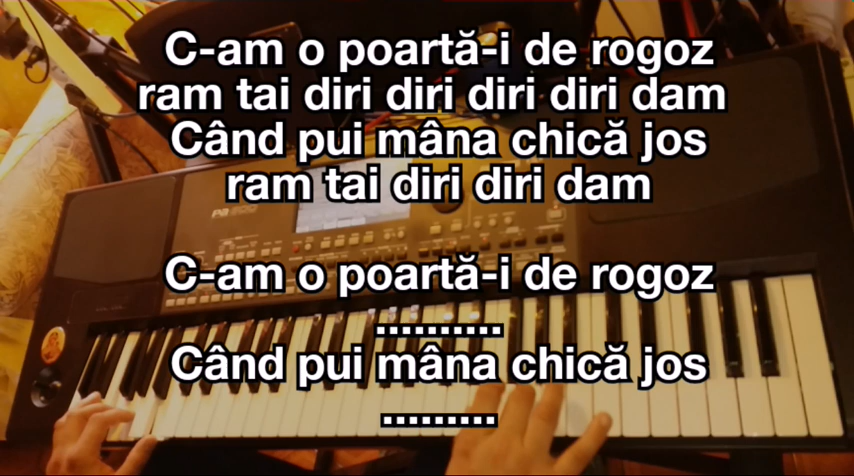 C-am o poartă-i de rogoz
ram tai diri diri diri diri dam
Când pui mâna chică jos
ram tai diri diri dam
C-am o poartă-i de rogoz
..........
Când pui mâna chică jos
.........